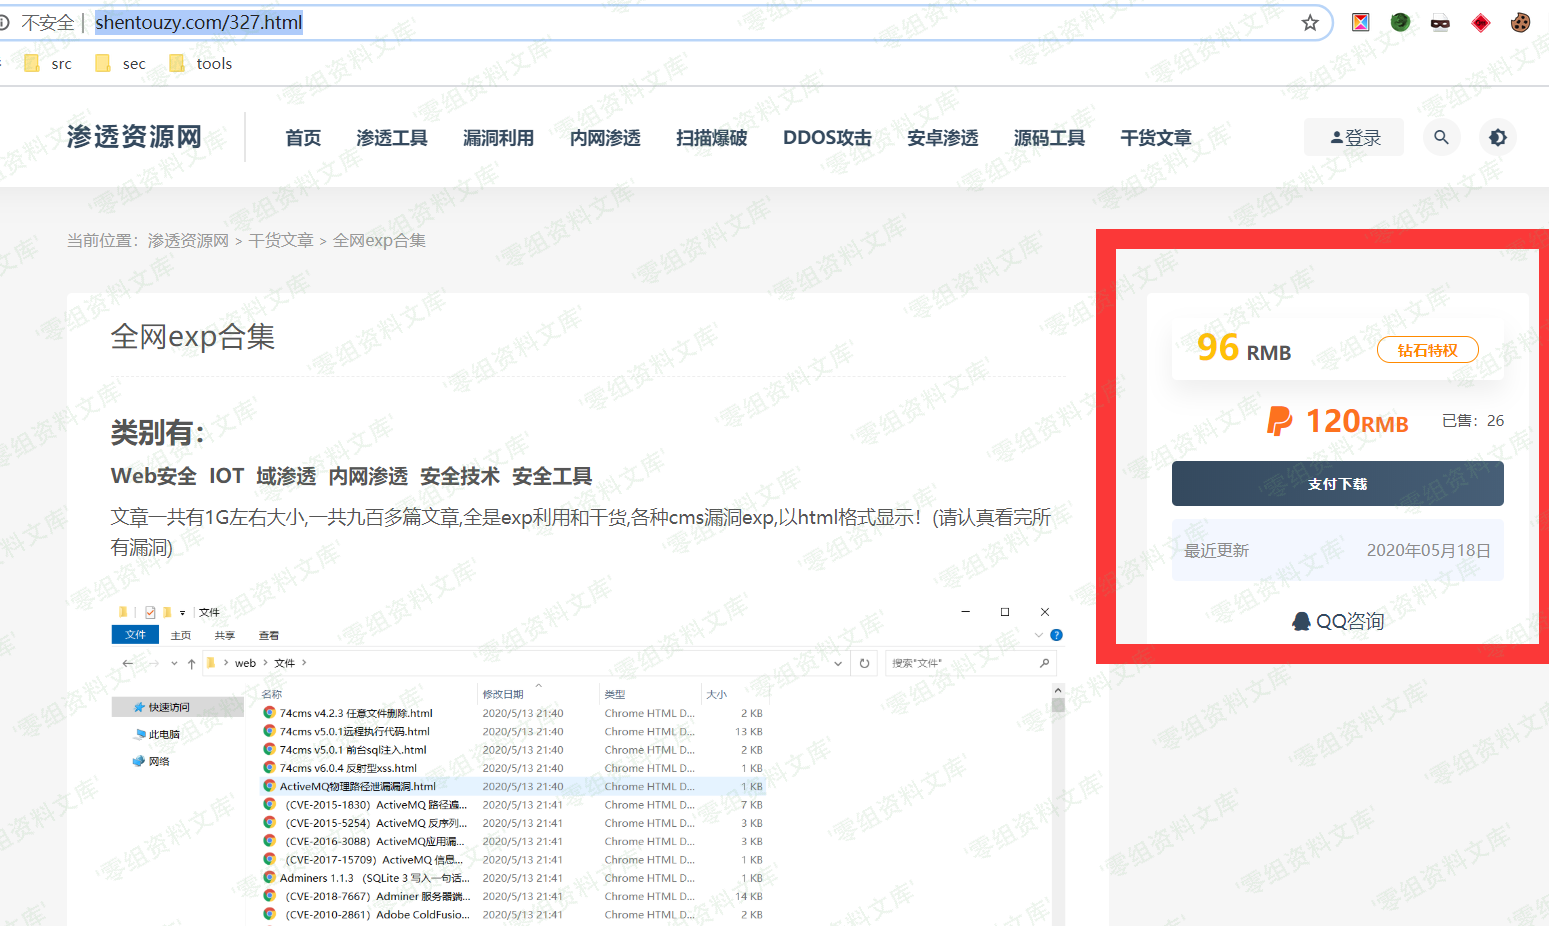 不安全 | shentouzy.com/327.html
src sec tools
渗透资源网 首页 渗透工具 漏洞利用 内网渗透 扫描爆破 DDOS攻击 安卓渗透 源码工具 干货文章 登录
当前位置：渗透资源网 > 干货文章 > 全网exp合集
全网exp合集
96 RMB 钻石特权
120RMB 已售：26
支付下载
最近更新 2020年05月18日
QQ咨询
类别有：
Web安全 IOT 域渗透 内网渗透 安全技术 安全工具
文章一共有1G左右大小,一共九百多篇文章,全是exp利用和干货,各种cms漏洞exp,以html格式显示！(请认真看完所
有漏洞)
文件
文件 主页 共享 查看
web 文件 搜索"文件"
名称 修改日期 类型 大小
快速访问
此电脑
网络
74cms v4.2.3 任意文件删除.html 2020/5/13 21:40 Chrome HTML D... 2 KB
74cms v5.0.1远程执行代码.html 2020/5/13 21:40 Chrome HTML D... 13 KB
74cms v5.0.1 前台sql注入.html 2020/5/13 21:40 Chrome HTML D... 2 KB
74cms v6.0.4 反射型xss.html 2020/5/13 21:40 Chrome HTML D... 1 KB
ActiveMQ物理路径泄漏漏洞.html 2020/5/13 21:40 Chrome HTML D... 1 KB
（CVE-2015-1830）ActiveMQ 路径遍... 2020/5/13 21:41 Chrome HTML D... 7 KB
（CVE-2015-5254）ActiveMQ 反序列... 2020/5/13 21:41 Chrome HTML D... 3 KB
（CVE-2016-3088）ActiveMQ应用漏... 2020/5/13 21:41 Chrome HTML D... 3 KB
（CVE-2017-15709）ActiveMQ 信息... 2020/5/13 21:41 Chrome HTML D... 1 KB
Adminers 1.1.3 （SQLite 3 写入一句话... 2020/5/13 21:41 Chrome HTML D... 1 KB
（CVE-2018-7667）Adminer 服务器端... 2020/5/13 21:41 Chrome HTML D... 14 KB
（CVE-2010-2861）Adobe ColdFusio... 2020/5/13 21:41 Chrome HTML D... 2 KB
'零组资料文库'